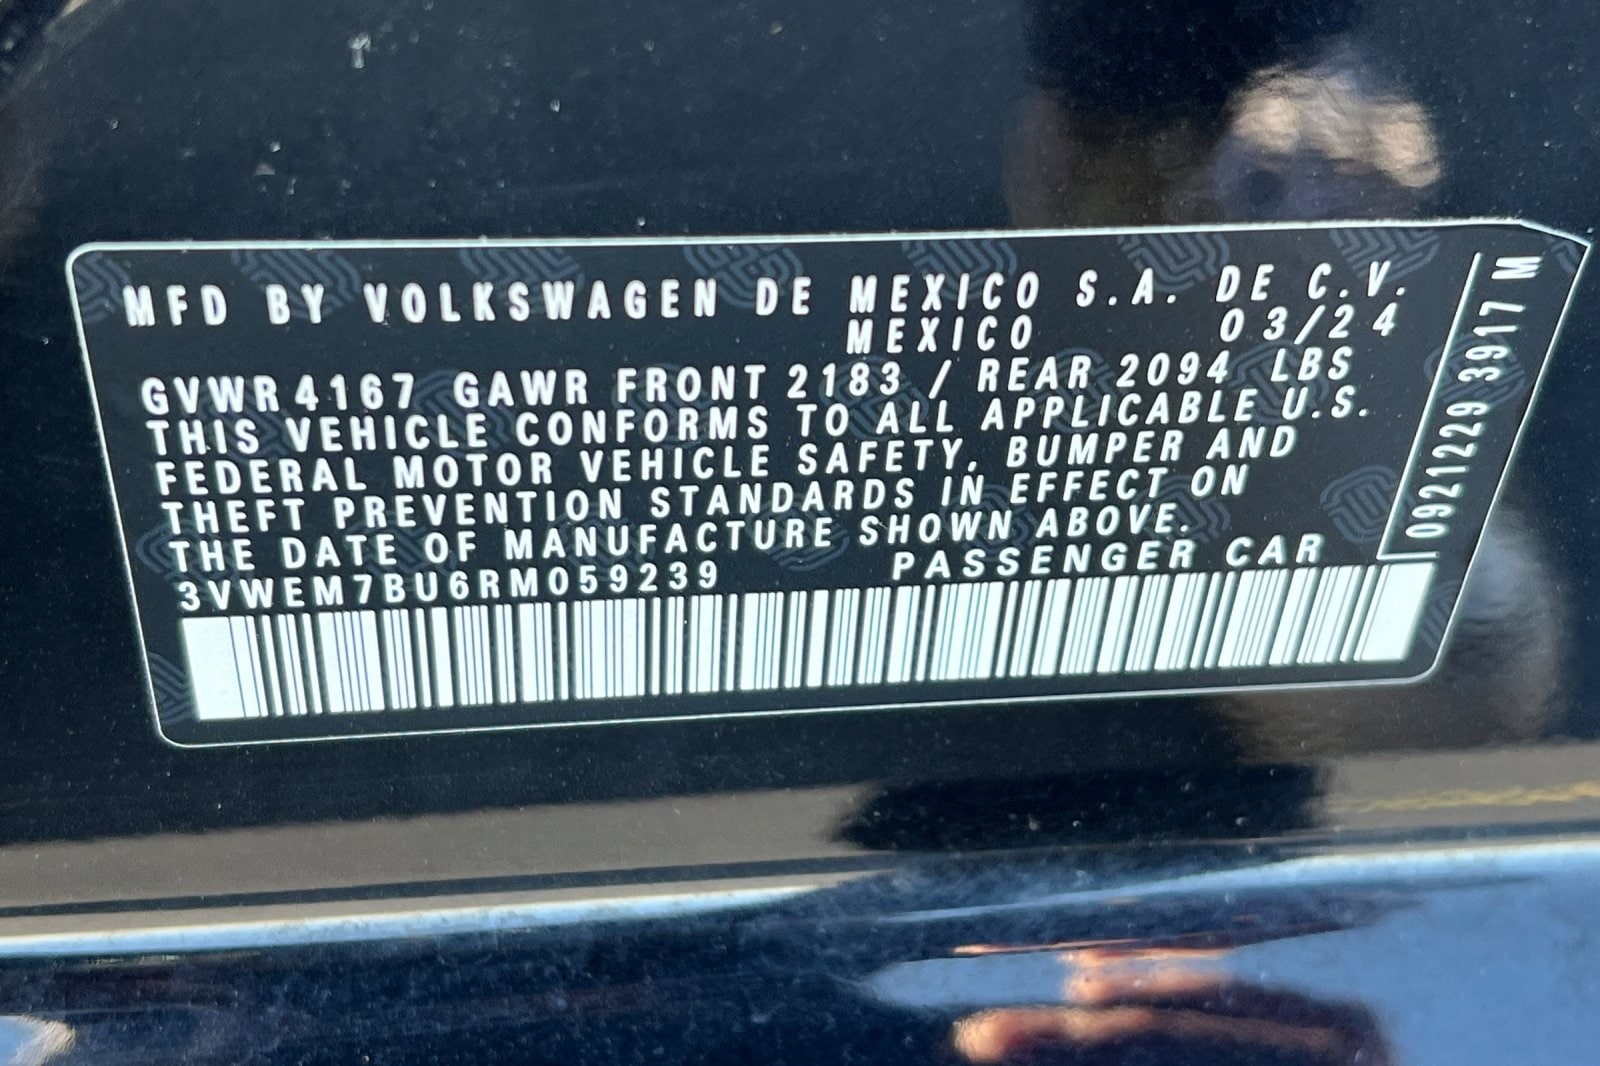 MFD BY VOLKSWAGEN DE MEXICO S.A. DE C.V.
MEXICO 03/24
GVWR 4167 GAWR FRONT 2183 / REAR 2094 LBS
THIS VEHICLE CONFORMS TO ALL APPLICABLE U.S.
FEDERAL MOTOR VEHICLE SAFETY, BUMPER AND
THEFT PREVENTION STANDARDS IN EFFECT ON
THE DATE OF MANUFACTURE SHOWN ABOVE.
3VWEM7BU6RM059239 PASSENGER CAR
0921229 3917 M